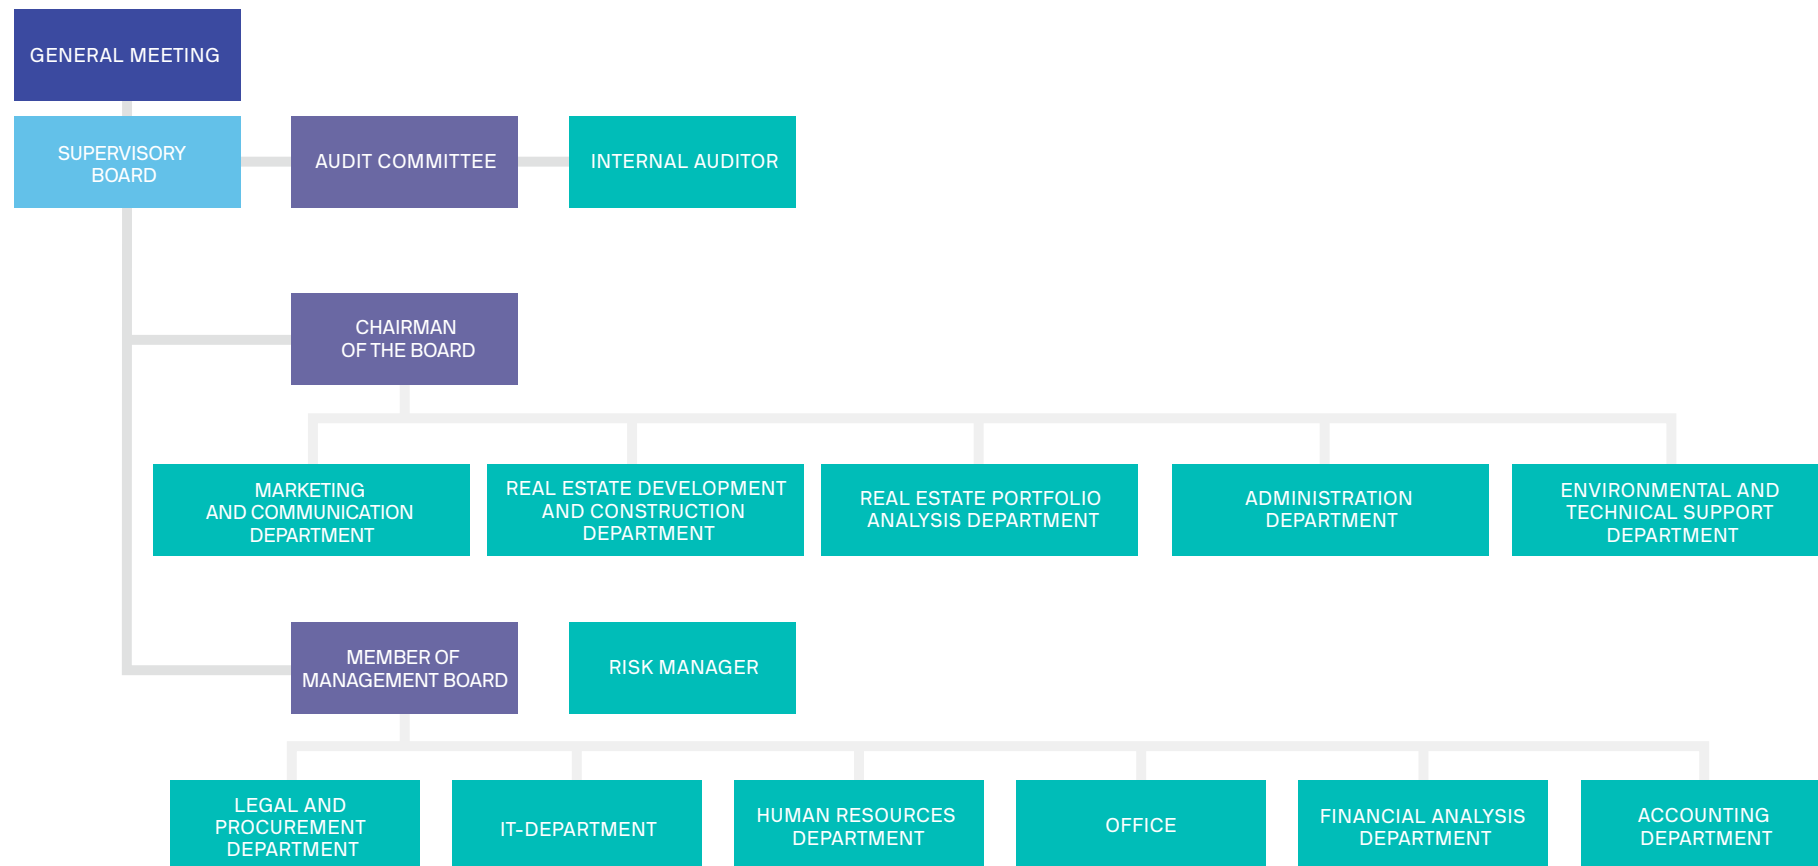 GENERAL MEETING
SUPERVISORY
BOARD
AUDIT COMMITTEE
INTERNAL AUDITOR
CHAIRMAN
OF THE BOARD
MARKETING
AND COMMUNICATION
DEPARTMENT
REAL ESTATE DEVELOPMENT
AND CONSTRUCTION
DEPARTMENT
REAL ESTATE PORTFOLIO
ANALYSIS DEPARTMENT
ADMINISTRATION
DEPARTMENT
ENVIRONMENTAL AND
TECHNICAL SUPPORT
DEPARTMENT
MEMBER OF
MANAGEMENT BOARD
RISK MANAGER
LEGAL AND
PROCUREMENT
DEPARTMENT
IT-DEPARTMENT
HUMAN RESOURCES
DEPARTMENT
OFFICE
FINANCIAL ANALYSIS
DEPARTMENT
ACCOUNTING
DEPARTMENT